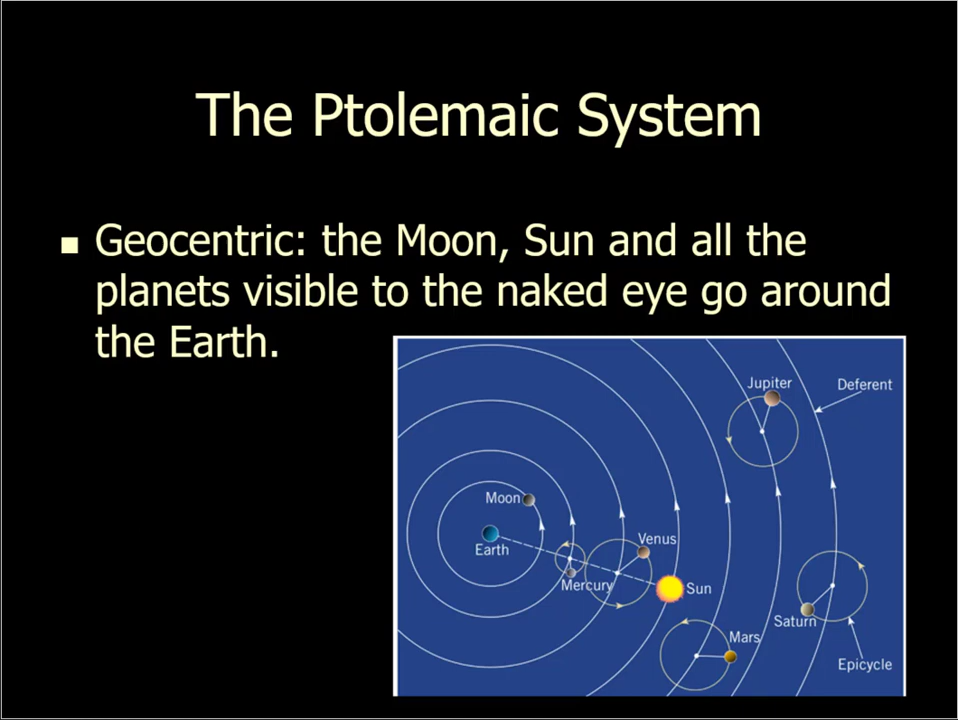 The Ptolemaic System
Geocentric: the Moon, Sun and all the
planets visible to the naked eye go around
the Earth.
Jupiter
Deferent
Moon
Venus
Earth
Mercury
Sun
Saturn
Mars
Epicycle